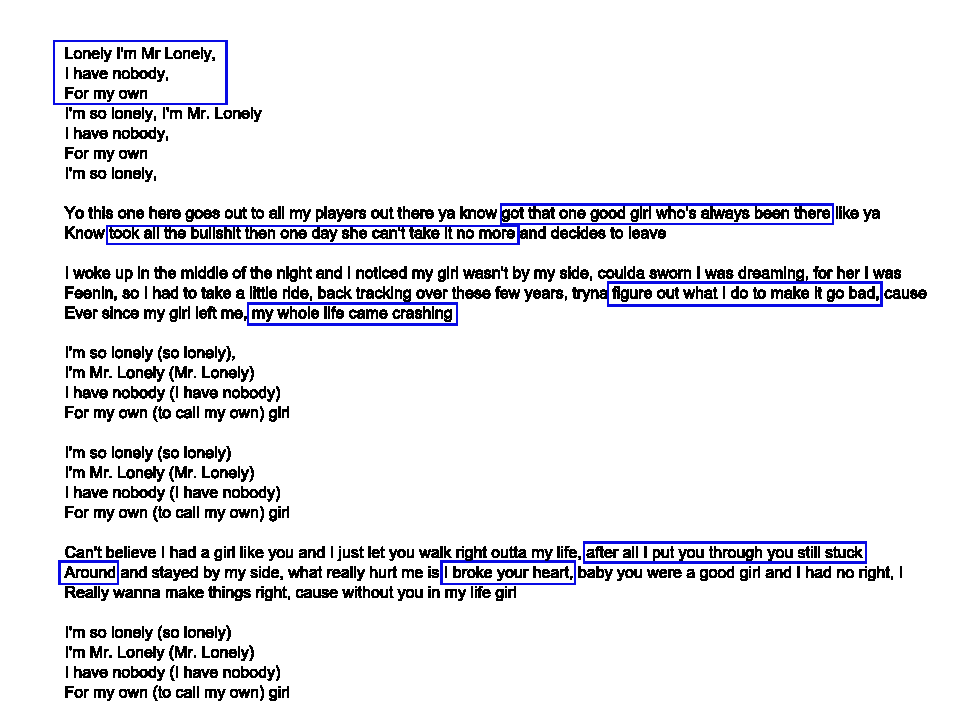 Lonely I'm Mr Lonely,
I have nobody,
For my own
I'm so lonely, I'm Mr. Lonely
I have nobody,
For my own
I'm so lonely,
Yo this one here goes out to all my players out there ya know got that one good girl who's always been there like ya
Know took all the bullshit then one day she can't take it no more and decides to leave
I woke up in the middle of the night and I noticed my girl wasn't by my side, coulda sworn I was dreaming, for her I was
Feenin, so I had to take a little ride, back tracking over these few years, tryna figure out what I do to make it go bad, cause
Ever since my girl left me, my whole life came crashing
I'm so lonely (so lonely),
I'm Mr. Lonely (Mr. Lonely)
I have nobody (I have nobody)
For my own (to call my own) girl
I'm so lonely (so lonely)
I'm Mr. Lonely (Mr. Lonely)
I have nobody (I have nobody)
For my own (to call my own) girl
Can't believe I had a girl like you and I just let you walk right outta my life, after all I put you through you still stuck
Around and stayed by my side, what really hurt me is I broke your heart, baby you were a good girl and I had no right, I
Really wanna make things right, cause without you in my life girl
I'm so lonely (so lonely)
I'm Mr. Lonely (Mr. Lonely)
I have nobody (I have nobody)
For my own (to call my own) girl